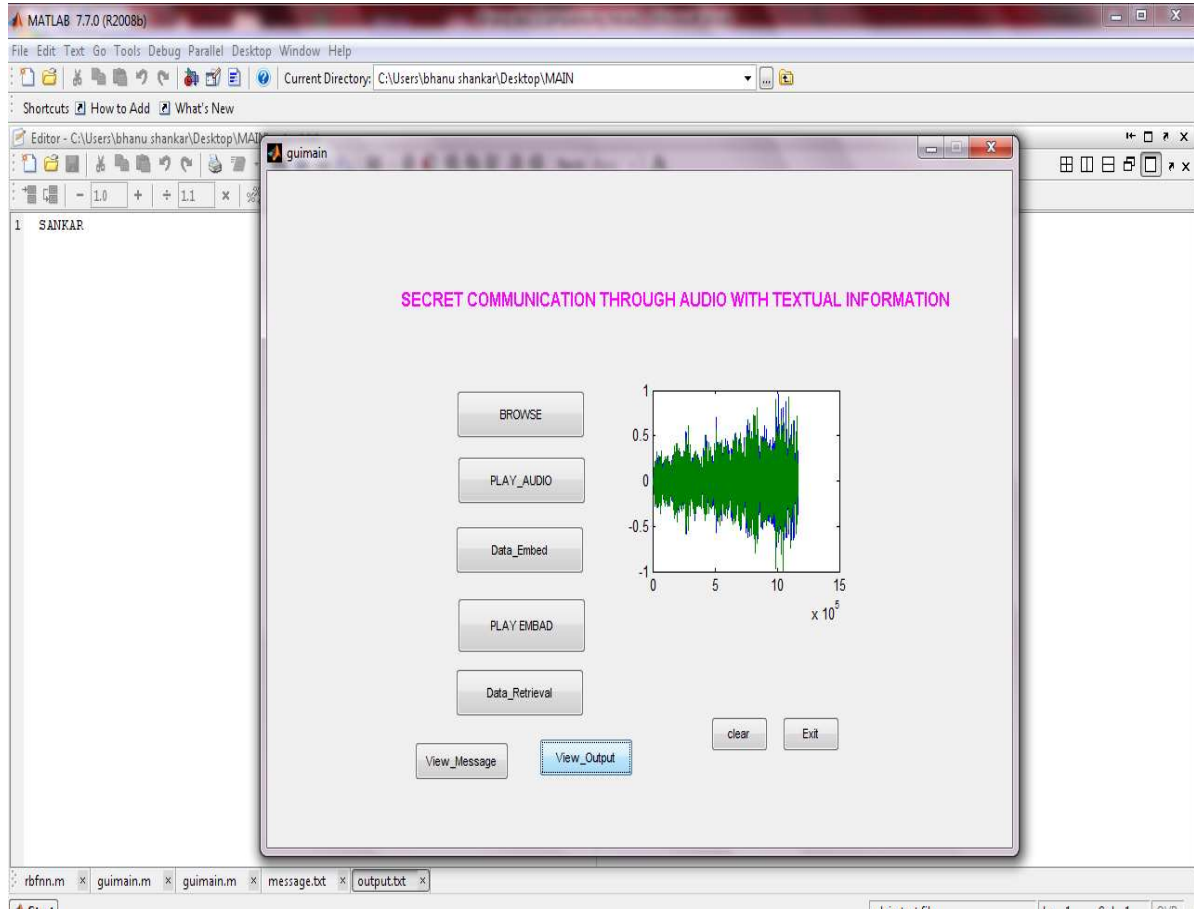 MATLAB 7.7.0 (R2008b)
File Edit Text Go Tools Debug Parallel Desktop Window Help
Current Directory: C:\Users\bhanu shankar\Desktop\MAIN
Shortcuts How to Add What's New
Editor - C:\Users\bhanu shankar\Desktop\MAI
- 1.0 + ÷ 1.1 ×
1 SANKAR
guimain
SECRET COMMUNICATION THROUGH AUDIO WITH TEXTUAL INFORMATION
BROWSE
PLAY_AUDIO
Data_Embed
PLAY EMBAD
Data_Retrieval
View_Message
View_Output
clear
Exit
1
0.5
0
-0.5
-1
0 5 10 15
x 10^5
rbfnn.m × guimain.m × guimain.m × message.txt × output.txt ×